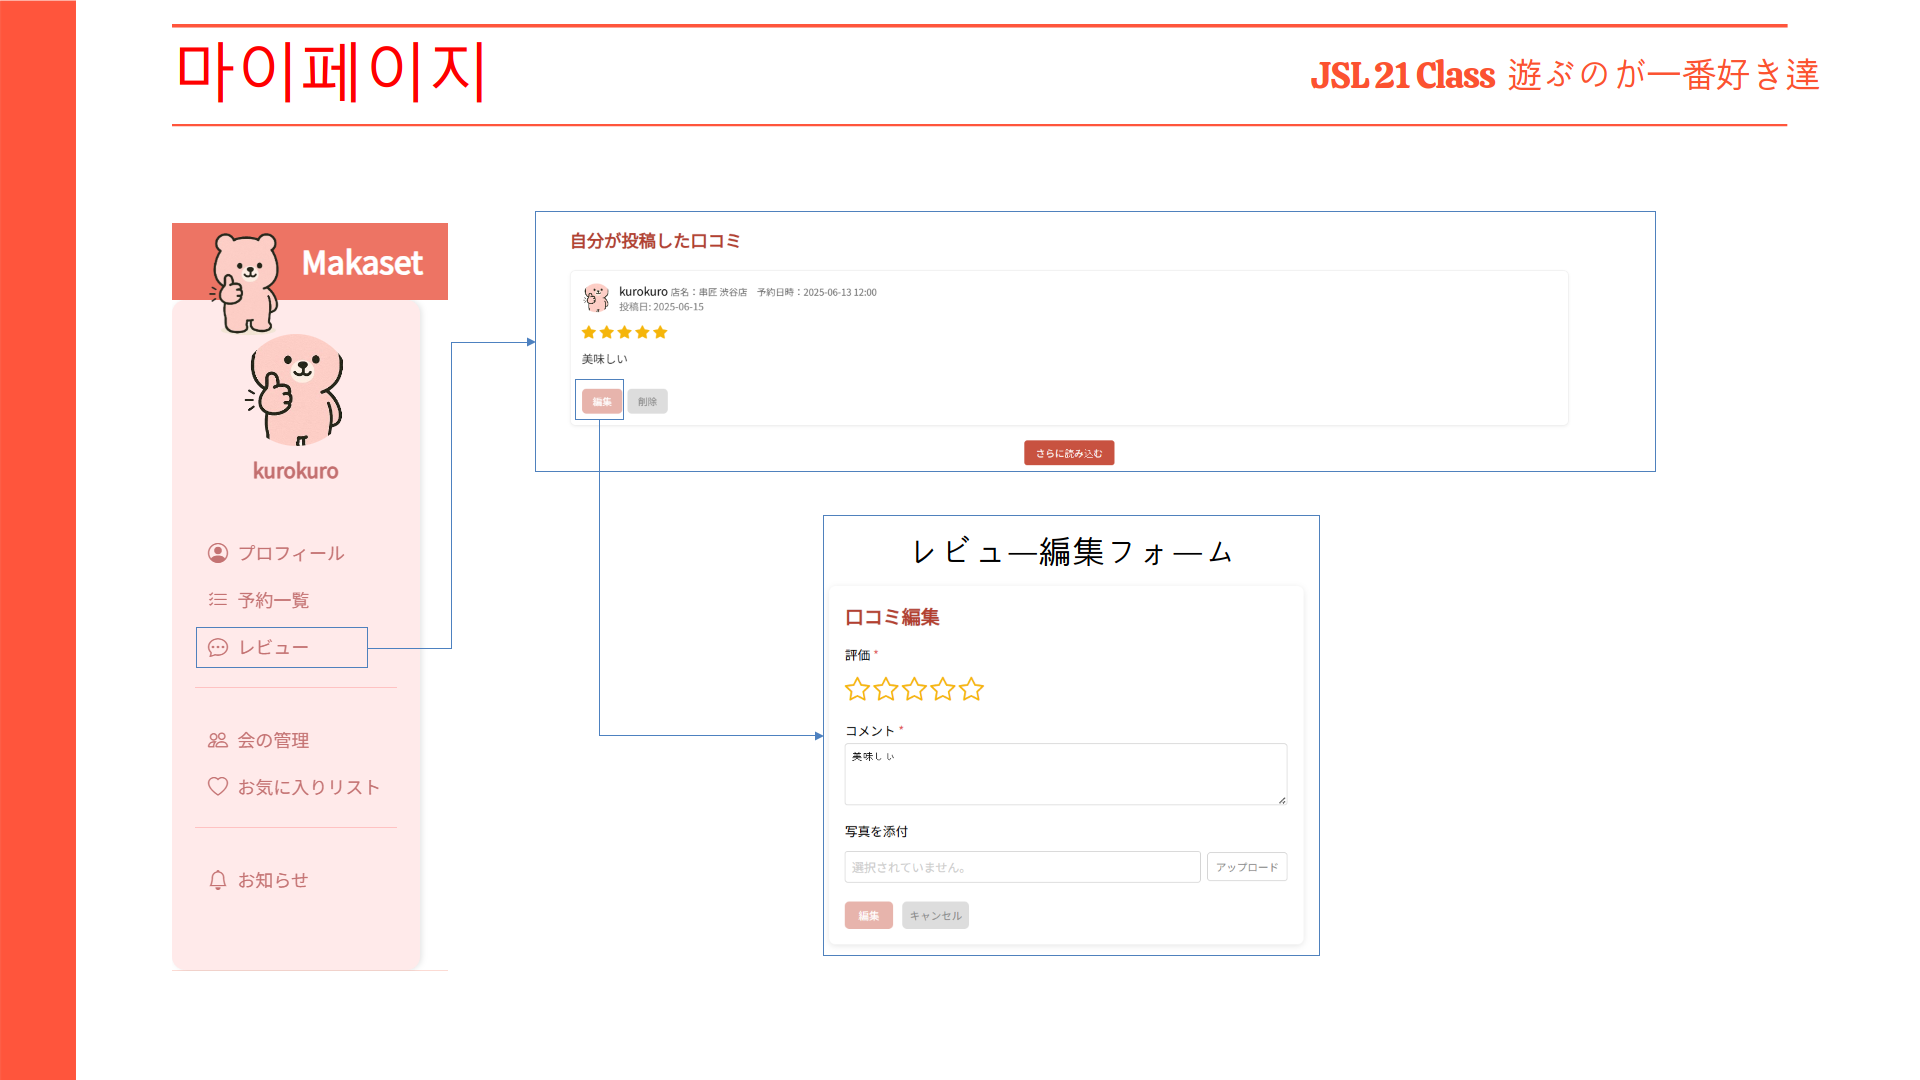 마이페이지
JSL 21 Class 遊ぶのが一番好き達
Makaset
kurokuro
プロフィール
予約一覧
レビュー
会の管理
お気に入りリスト
お知らせ
自分が投稿した口コミ
kurokuro 店名：串匠 渋谷店 予約日時：2025-06-13 12:00
投稿日: 2025-06-15
美味しい
編集 削除
さらに読み込む
レビュー編集フォーム
口コミ編集
評価 *
コメント *
美味しい
写真を添付
選択されていません。 アップロード
編集 キャンセル